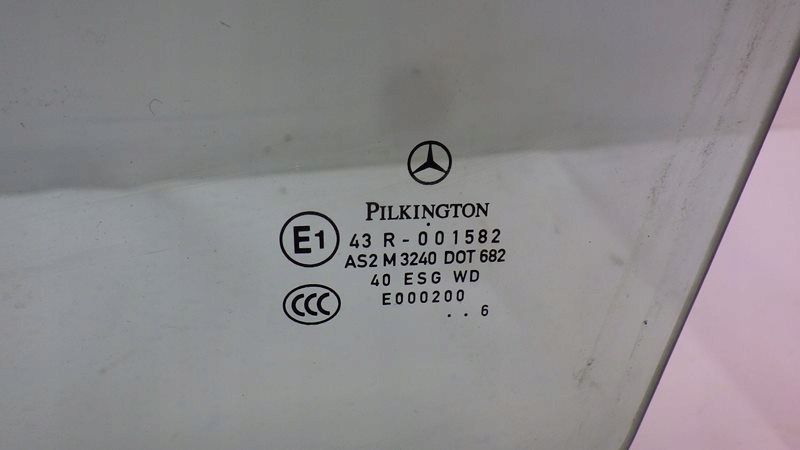 PILKINGTON
E1 43 R - 001582
AS2 M 3240 DOT 682
40 ESG WD
CCC E000200
. . 6